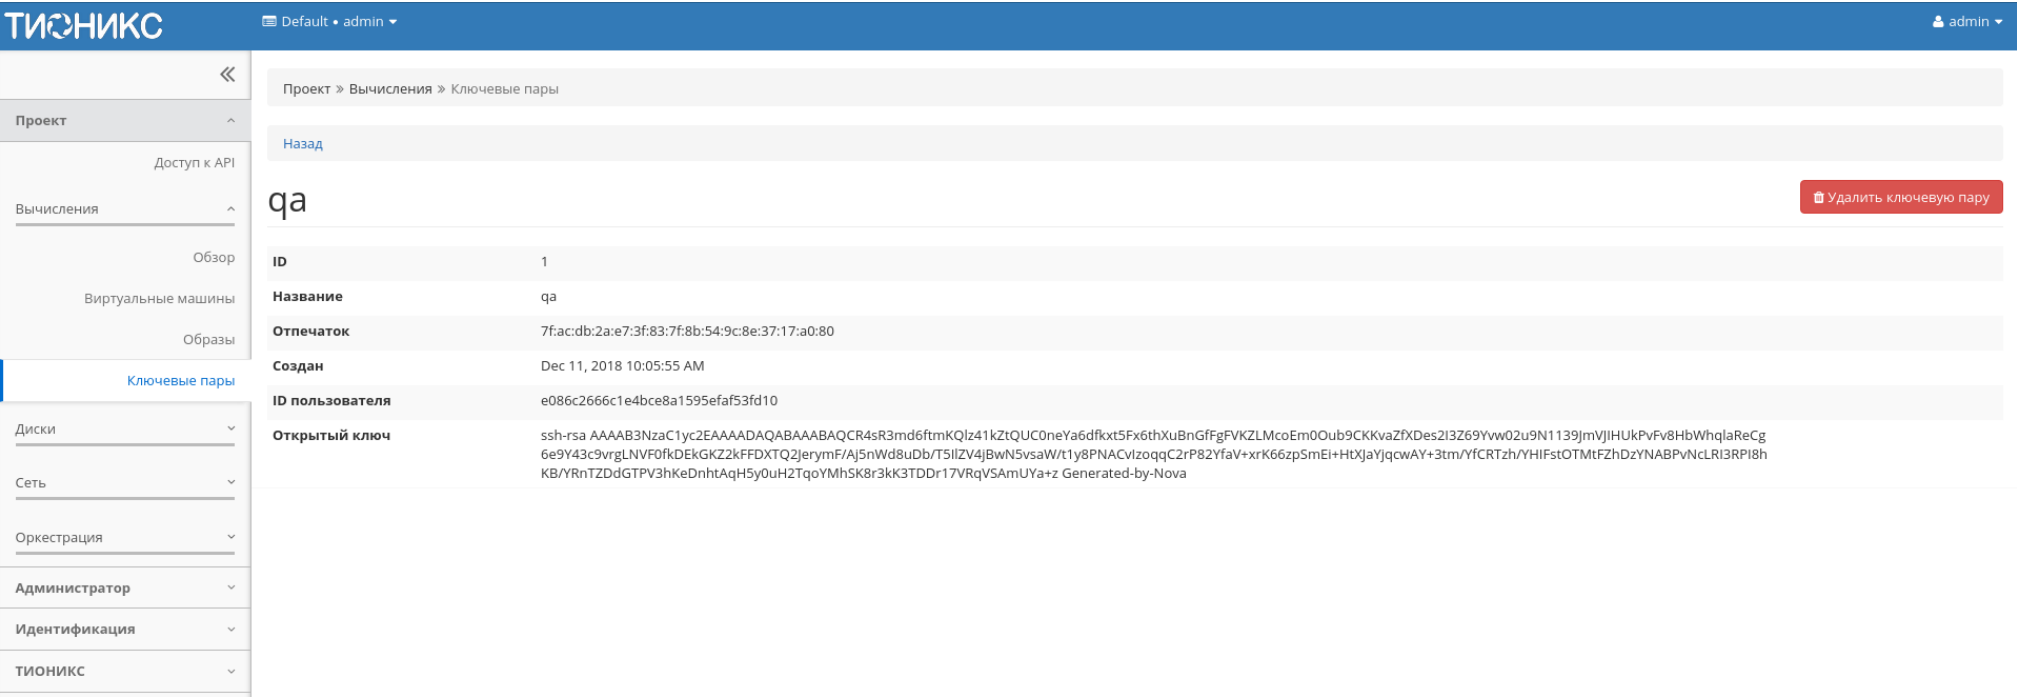 ТИОНИКС
Default • admin
admin
Проект » Вычисления » Ключевые пары
Назад
qa
Удалить ключевую пару
Проект
Доступ к API
Вычисления
Обзор
Виртуальные машины
Образы
Ключевые пары
Диски
Сеть
Оркестрация
Администратор
Идентификация
ТИОНИКС
ID 1
Название qa
Отпечаток 7f:ac:db:2a:e7:3f:83:7f:8b:54:9c:8e:37:17:a0:80
Создан Dec 11, 2018 10:05:55 AM
ID пользователя e086c2666c1e4bce8a1595efaf53fd10
Открытый ключ ssh-rsa AAAAB3NzaC1yc2EAAAADAQABAAABAQCR4sR3md6ftmKQlz41kZtQUC0neYa6dfkxt5Fx6thXuBnGfFgFVKZLMcoEm0Oub9CKKvaZfXDes2I3Z69Yvw02u9N1139JmVJIHUkPvFv8HbWhqlaReCg
6e9Y43c9vrgLNVF0fkDEkGKZ2kFFDXTQ2JerymF/Aj5nWd8uDb/T5IlZV4jBwN5vsaW/t1y8PNACvIzoqqC2rP82YfaV+xrK66zpSmEi+HtXJaYjqcwAY+3tm/YfCRTzh/YHIFstOTMtFZhDzYNABPvNcLRI3RPI8h
KB/YRnTZDdGTPV3hKeDnhtAqH5y0uH2TqoYMhSK8r3kK3TDDr17VRqVSAmUYa+z Generated-by-Nova